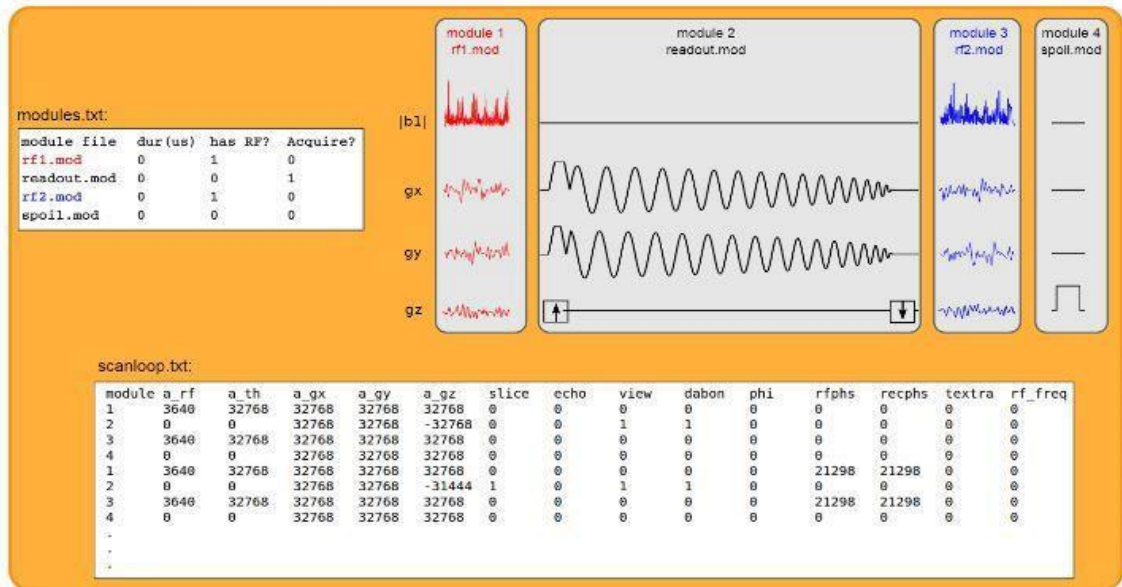 module 1
rf1.mod
module 2
readout.mod
module 3
rf2.mod
module 4
spoil.mod
modules.txt:
module file dur(us) has RF? Acquire?
rf1.mod 0 1 0
readout.mod 0 0 1
rf2.mod 0 1 0
spoil.mod 0 0 0
|b1|
gx
gy
gz
scanloop.txt:
module a_rf a_th a_gx a_gy a_gz slice echo view dabon phi rfphs recphs textra rf_freq
1 3640 32768 32768 32768 32768 0 0 0 0 0 0 0 0 0
2 0 0 32768 32768 -32768 0 0 1 1 0 0 0 0 0
3 3640 32768 32768 32768 32768 0 0 0 0 0 0 0 0 0
4 0 0 32768 32768 32768 0 0 0 0 0 0 0 0 0
1 3640 32768 32768 32768 32768 0 0 0 0 0 21298 21298 0 0
2 0 0 32768 32768 -31444 1 0 1 1 0 0 0 0 0
3 3640 32768 32768 32768 32768 0 0 0 0 0 21298 21298 0 0
4 0 0 32768 32768 32768 0 0 0 0 0 0 0 0 0
.
.
.